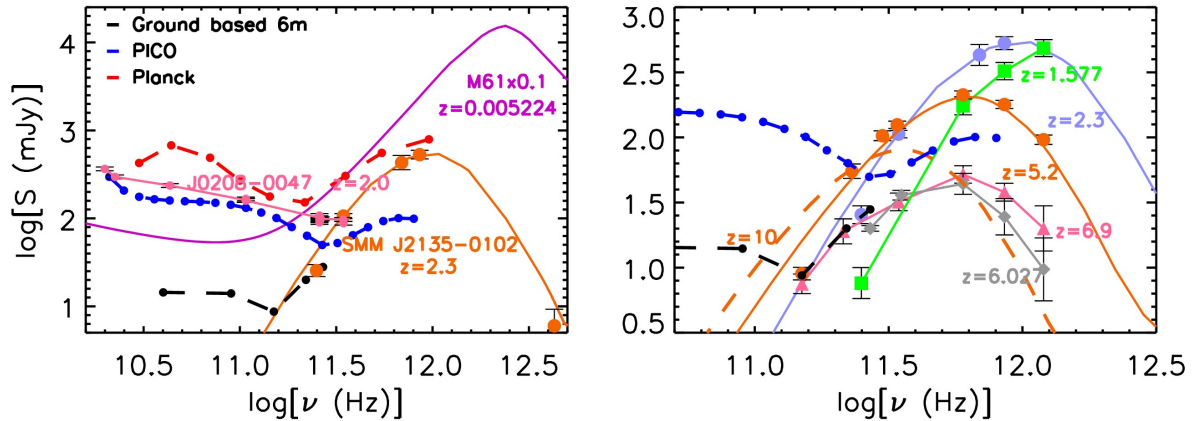 Ground based 6m
PICO
Planck
M61x0.1
z=0.005224
J0208-0047
z=2.0
SMM J2135-0102
z=2.3
log[S (mJy)]
4
3
2
1
10.5
11.0
11.5
12.0
12.5
log[ν (Hz)]
z=1.577
z=2.3
z=5.2
z=10
z=6.9
z=6.027
3.0
2.5
2.0
1.5
1.0
0.5
11.0
11.5
12.0
12.5
log[ν (Hz)]